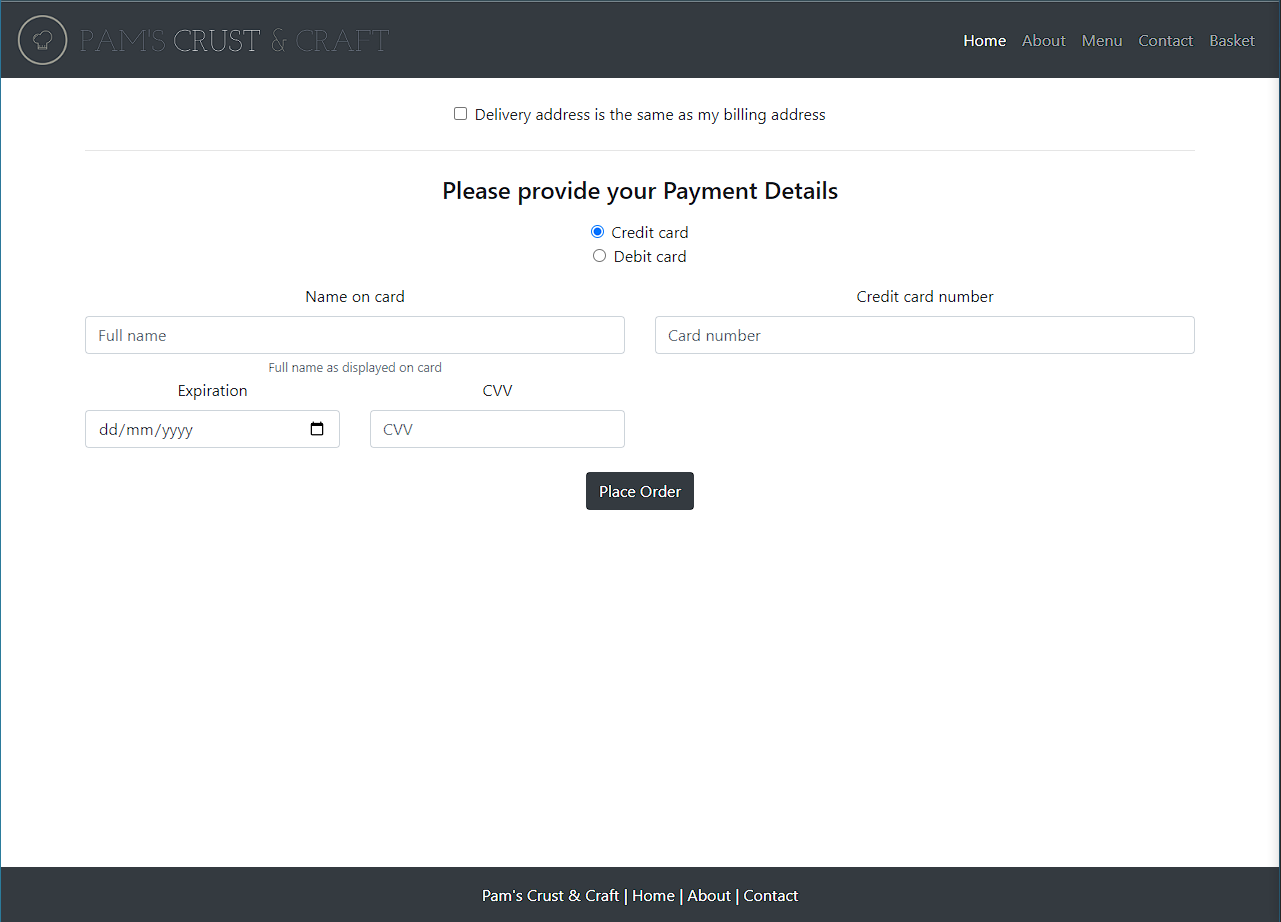 PAM'S CRUST & CRAFT
Home About Menu Contact Basket
Delivery address is the same as my billing address
Please provide your Payment Details
Credit card
Debit card
Name on card Credit card number
Full name Card number
Full name as displayed on card
Expiration CVV
dd/mm/yyyy CVV
Place Order
Pam's Crust & Craft | Home | About | Contact